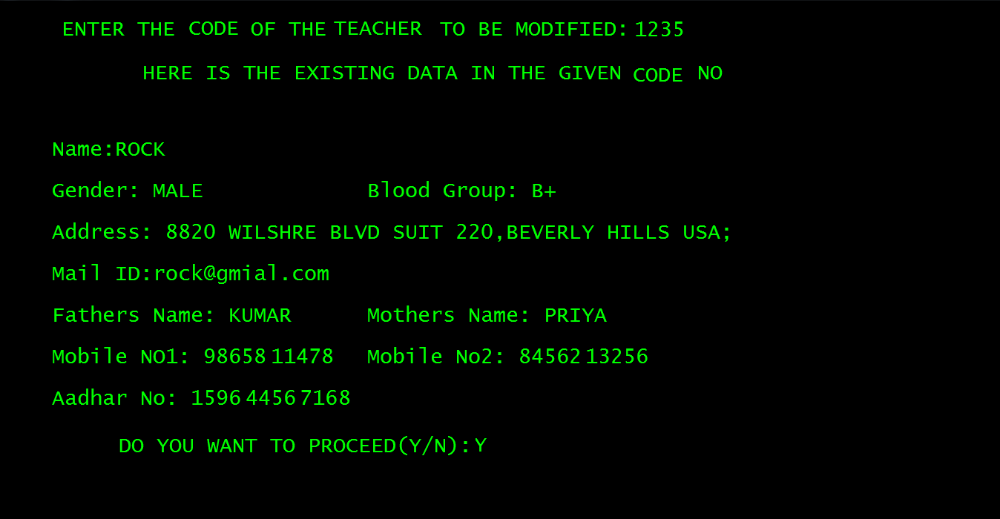 ENTER THE CODE OF THE TEACHER TO BE MODIFIED: 1235
HERE IS THE EXISTING DATA IN THE GIVEN CODE NO
Name:ROCK
Gender: MALE Blood Group: B+
Address: 8820 WILSHRE BLVD SUIT 220,BEVERLY HILLS USA;
Mail ID:rock@gmial.com
Fathers Name: KUMAR Mothers Name: PRIYA
Mobile NO1: 98658 11478 Mobile No2: 84562 13256
Aadhar No: 1596 4456 7168
DO YOU WANT TO PROCEED(Y/N):Y